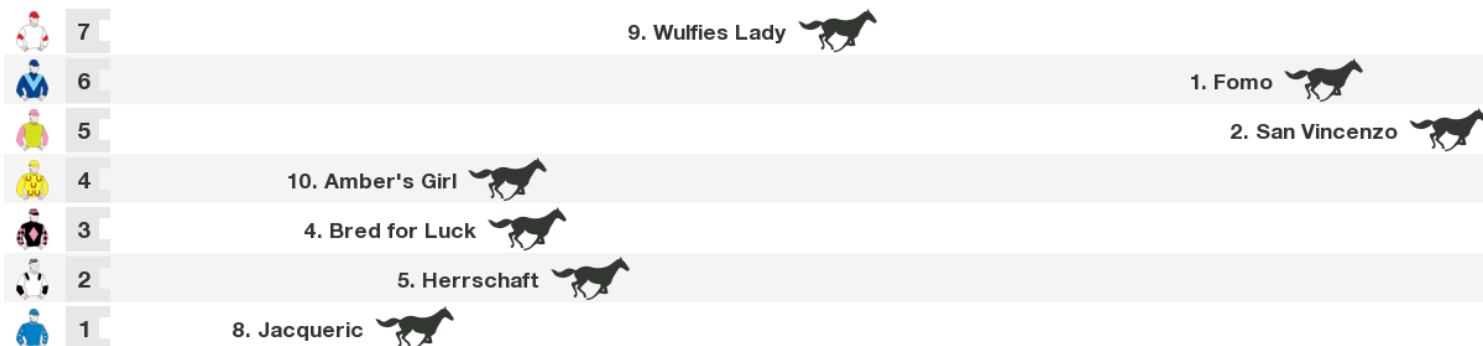 7 9. Wulfies Lady
6 1. Fomo
5 2. San Vincenzo
4 10. Amber's Girl
3 4. Bred for Luck
2 5. Herrschaft
1 8. Jacqueric